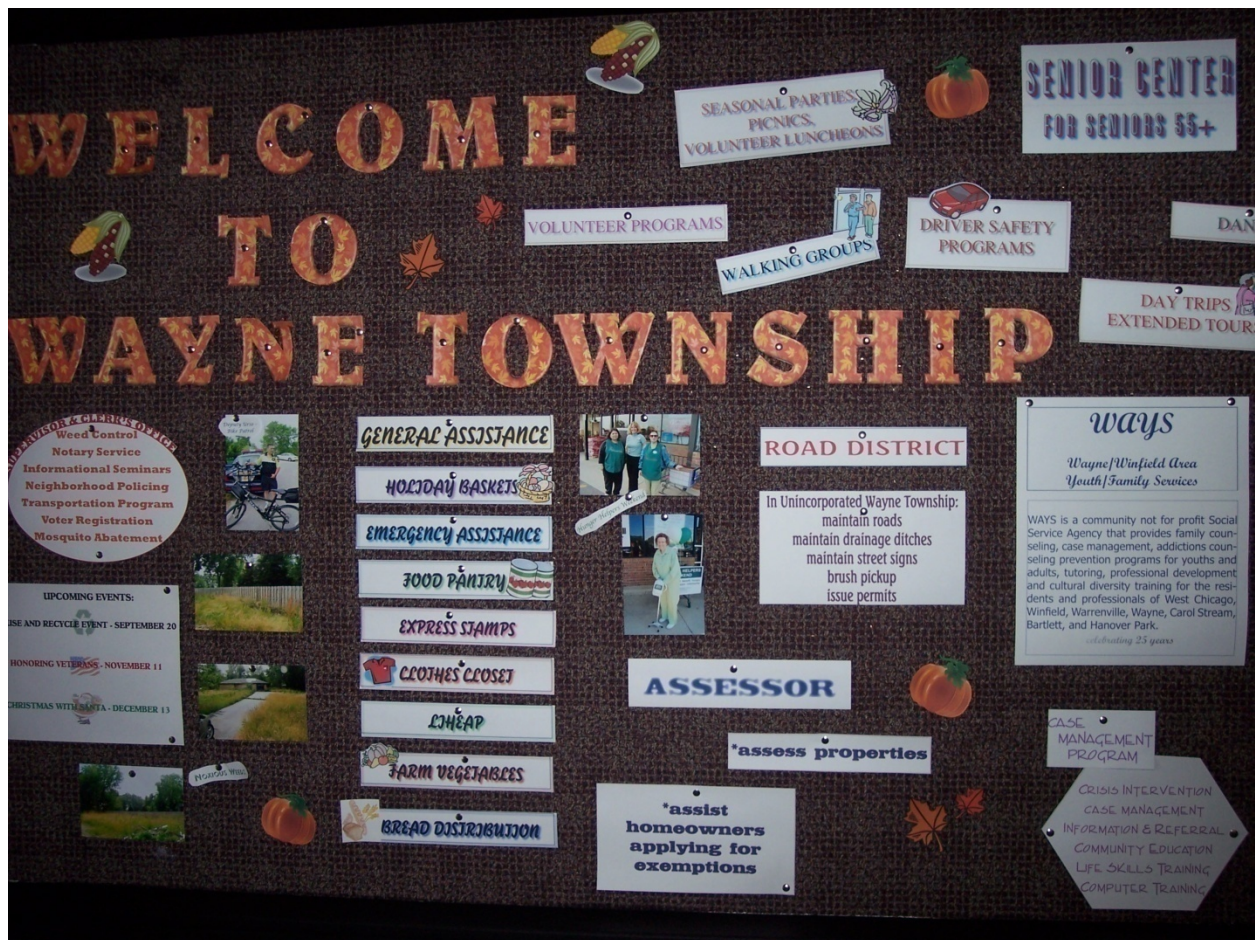 WELCOME
TO
WAYNE TOWNSHIP
SEASONAL PARTIES,
PICNICS,
VOLUNTEER LUNCHEONS
SENIOR CENTER
FOR SENIORS 55+
VOLUNTEER PROGRAMS
WALKING GROUPS
DRIVER SAFETY
PROGRAMS
DAN
DAY TRIPS
EXTENDED TOUR
PERVISOR & CLERK'S OFFICE
Weed Control
Notary Service
Informational Seminars
Neighborhood Policing
Transportation Program
Voter Registration
Mosquito Abatement
UPCOMING EVENTS:
ISE AND RECYCLE EVENT - SEPTEMBER 20
HONORING VETERANS - NOVEMBER 11
CHRISTMAS WITH SANTA - DECEMBER 13
GENERAL ASSISTANCE
HOLIDAY BASKETS
EMERGENCY ASSISTANCE
FOOD PANTRY
EXPRESS STAMPS
CLOTHES CLOSET
LIHEAP
FARM VEGETABLES
BREAD DISTRIBUTION
ROAD DISTRICT
In Unincorporated Wayne Township:
maintain roads
maintain drainage ditches
maintain street signs
brush pickup
issue permits
ASSESSOR
*assess properties
*assist
homeowners
applying for
exemptions
WAYS
Wayne/Winfield Area
Youth/Family Services
WAYS is a community not for profit Social
Service Agency that provides family coun-
seling, case management, addictions coun-
seling prevention programs for youths and
adults, tutoring, professional development
and cultural diversity training for the resi-
dents and professionals of West Chicago,
Winfield, Warrenville, Wayne, Carol Stream,
Bartlett, and Hanover Park.
celebrating 25 years
CASE
MANAGEMENT
PROGRAM
CRISIS INTERVENTION
CASE MANAGEMENT
INFORMATION & REFERRAL
COMMUNITY EDUCATION
LIFE SKILLS TRAINING
COMPUTER TRAINING